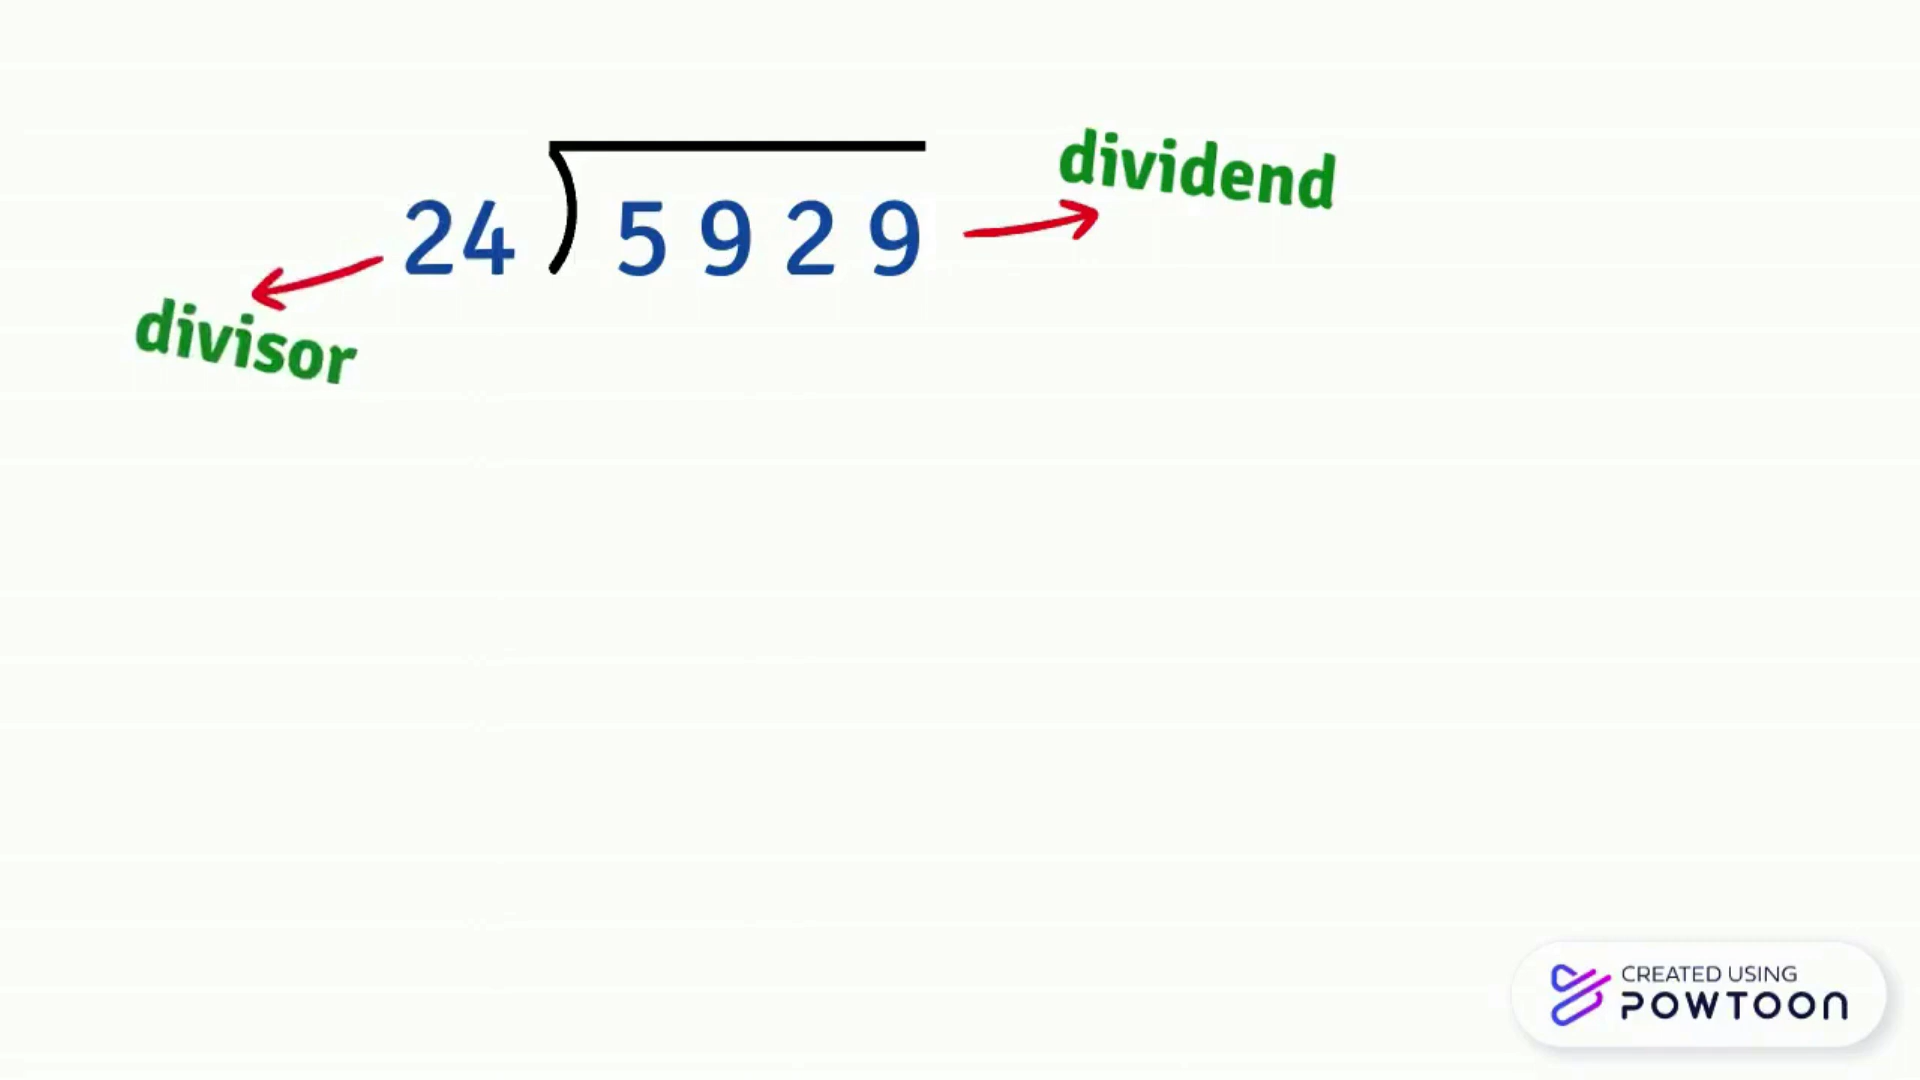 dividend
24 ) 5 9 2 9
divisor
CREATED USING
POWTOON